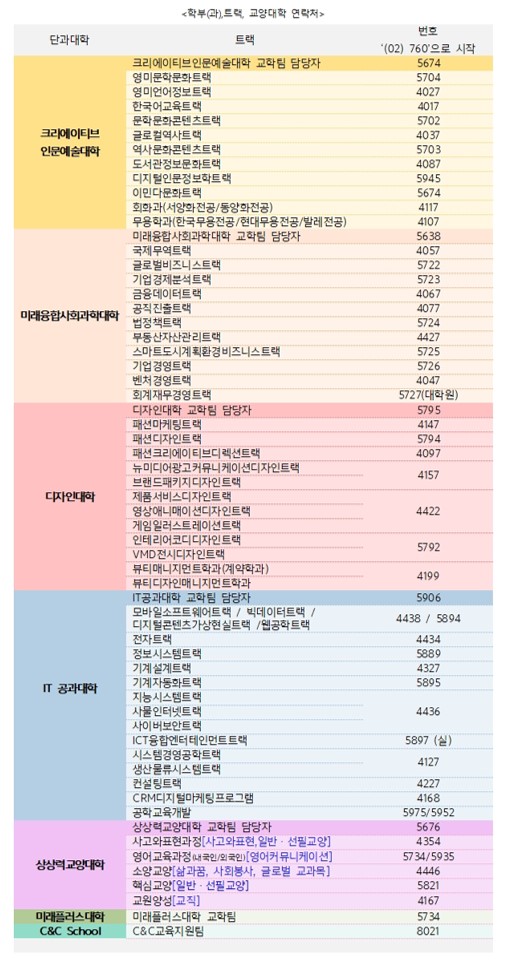 <학부(과),트랙, 교양대학 연락처>
단과대학 트랙 번호
'(02) 760'으로 시작
크리에이티브
인문예술대학
크리에이티브인문예술대학 교학팀 담당자 5674
영미문학문화트랙 5704
영미언어정보트랙 4027
한국어교육트랙 4017
문학문화콘텐츠트랙 5702
글로컬역사트랙 4037
역사문화콘텐츠트랙 5703
도서관정보문화트랙 4087
디지털인문정보학트랙 5945
이민다문화트랙 5674
회화과(서양화전공/동양화전공) 4117
무용학과(한국무용전공/현대무용전공/발레전공) 4107
미래융합사회과학대학
미래융합사회과학대학 교학팀 담당자 5638
국제무역트랙 4057
글로벌비즈니스트랙 5722
기업경제분석트랙 5723
금융데이터트랙 4067
공직진출트랙 4077
법정책트랙 5724
부동산자산관리트랙 4427
스마트도시계획환경비즈니스트랙 5725
기업경영트랙 5726
벤처경영트랙 4047
회계재무경영트랙 5727(대학원)
디자인대학
디자인대학 교학팀 담당자 5795
패션마케팅트랙 4147
패션디자인트랙 5794
패션크리에이티브디렉션트랙 4097
뉴미디어광고커뮤니케이션디자인트랙
브랜드패키지디자인트랙 4157
제품서비스디자인트랙
영상애니메이션디자인트랙 4422
게임일러스트레이션트랙
인테리어코디디자인트랙
VMD전시디자인트랙 5792
뷰티매니지먼트학과(계약학과)
뷰티디자인매니지먼트학과 4199
IT 공과대학
IT공과대학 교학팀 담당자 5906
모바일소프트웨어트랙 / 빅데이터트랙 /
디지털콘텐츠가상현실트랙 /웹공학트랙 4438 / 5894
전자트랙 4434
정보시스템트랙 5889
기계설계트랙 4327
기계자동화트랙 5895
지능시스템트랙
사물인터넷트랙 4436
사이버보안트랙
ICT융합엔터테인먼트트랙 5897 (실)
시스템경영공학트랙
생산물류시스템트랙 4127
컨설팅트랙 4227
CRM디지털마케팅프로그램 4168
공학교육개발 5975/5952
상상력교양대학
상상력교양대학 교학팀 담당자 5676
사고와표현과정[사고와표현,일반ㆍ선필교양] 4354
영어교육과정(내국인/외국인)[영어커뮤니케이션] 5734/5935
소양교양[삶과꿈, 사회봉사, 글로벌 교과목] 4446
핵심교양[일반ㆍ선필교양] 5821
교원양성[교직] 4167
미래플러스대학 미래플러스대학 교학팀 5734
C&C School C&C교육지원팀 8021